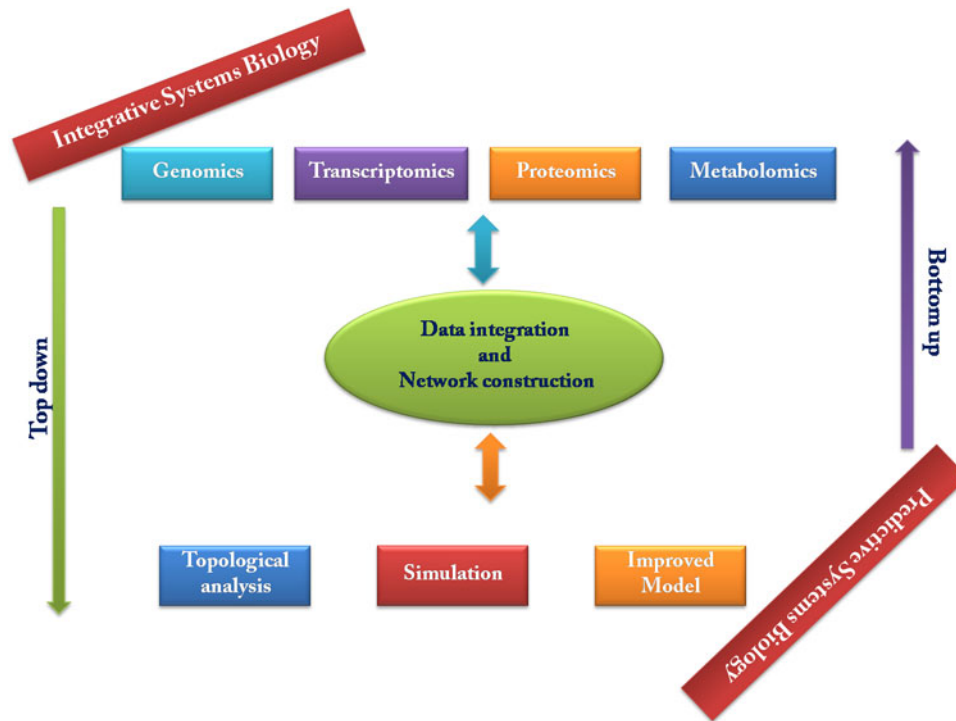 Integrative Systems Biology
Genomics
Transcriptomics
Proteomics
Metabolomics
Top down
Data integration
and
Network construction
Bottom up
Topological
analysis
Simulation
Improved
Model
Predictive Systems Biology